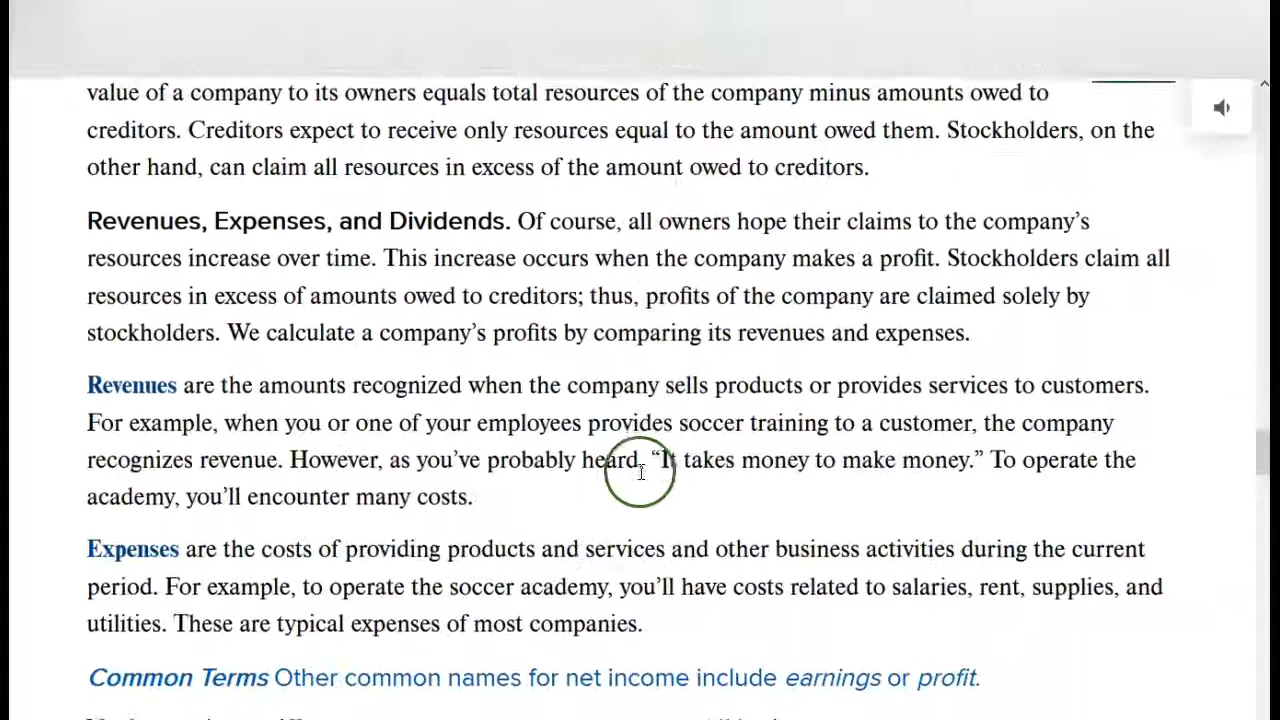 value of a company to its owners equals total resources of the company minus amounts owed to
creditors. Creditors expect to receive only resources equal to the amount owed them. Stockholders, on the
other hand, can claim all resources in excess of the amount owed to creditors.
Revenues, Expenses, and Dividends. Of course, all owners hope their claims to the company’s
resources increase over time. This increase occurs when the company makes a profit. Stockholders claim all
resources in excess of amounts owed to creditors; thus, profits of the company are claimed solely by
stockholders. We calculate a company’s profits by comparing its revenues and expenses.
Revenues are the amounts recognized when the company sells products or provides services to customers.
For example, when you or one of your employees provides soccer training to a customer, the company
recognizes revenue. However, as you’ve probably heard, “It takes money to make money.” To operate the
academy, you’ll encounter many costs.
Expenses are the costs of providing products and services and other business activities during the current
period. For example, to operate the soccer academy, you’ll have costs related to salaries, rent, supplies, and
utilities. These are typical expenses of most companies.
Common Terms Other common names for net income include earnings or profit.